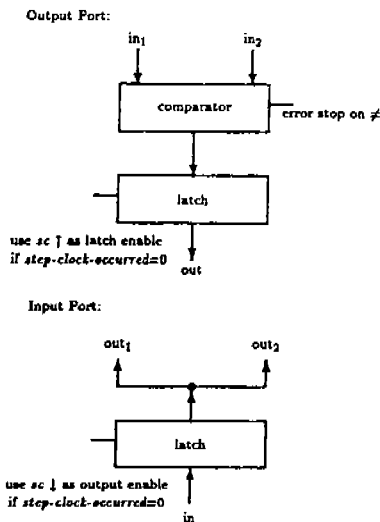 Output Port:
in₁ in₂
comparator
error stop on ≠
latch
use sc ↑ as latch enable
if step-clock-occurred=0
out
Input Port:
out₁ out₂
latch
use sc ↓ as output enable
if step-clock-occurred=0
in